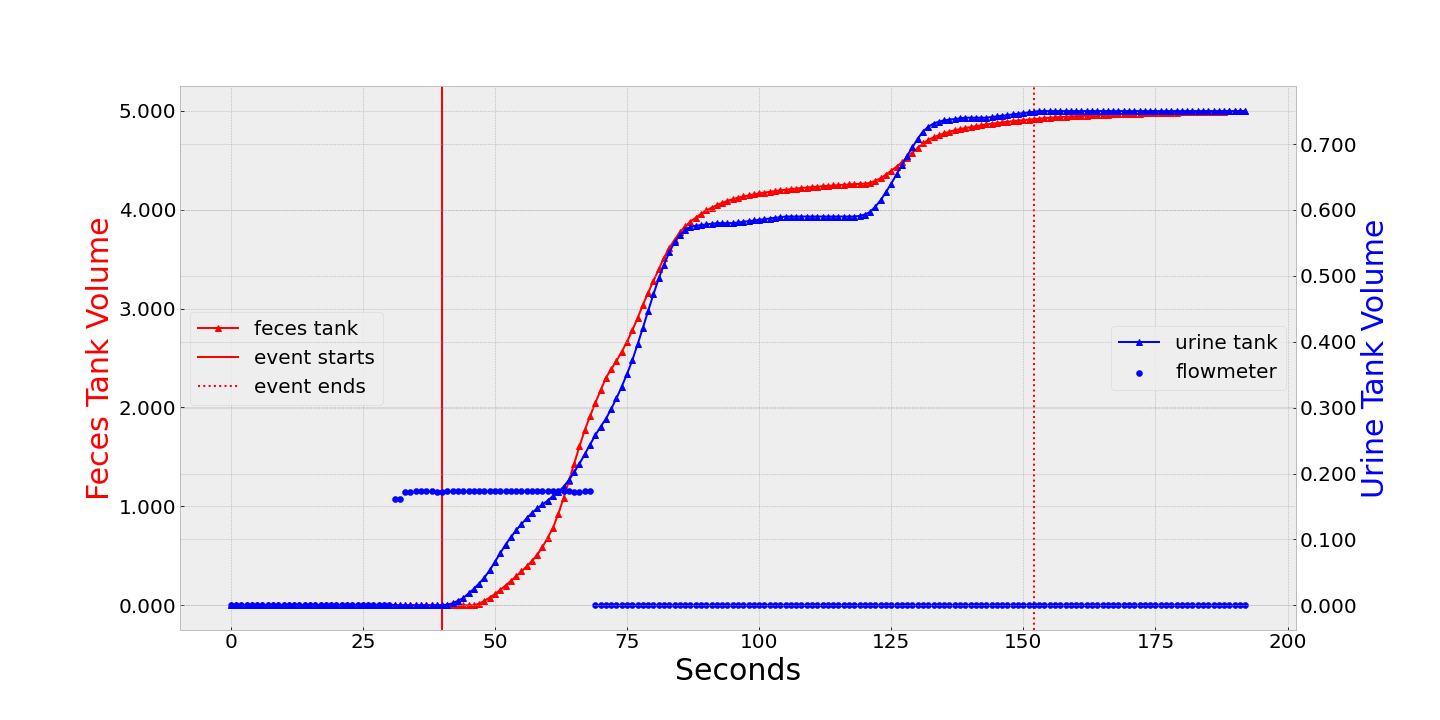 5.000
4.000
3.000
2.000
1.000
0.000
Feces Tank Volume
feces tank
event starts
event ends
urine tank
flowmeter
0.700
0.600
0.500
0.400
0.300
0.200
0.100
0.000
Urine Tank Volume
0 25 50 75 100 125 150 175 200
Seconds